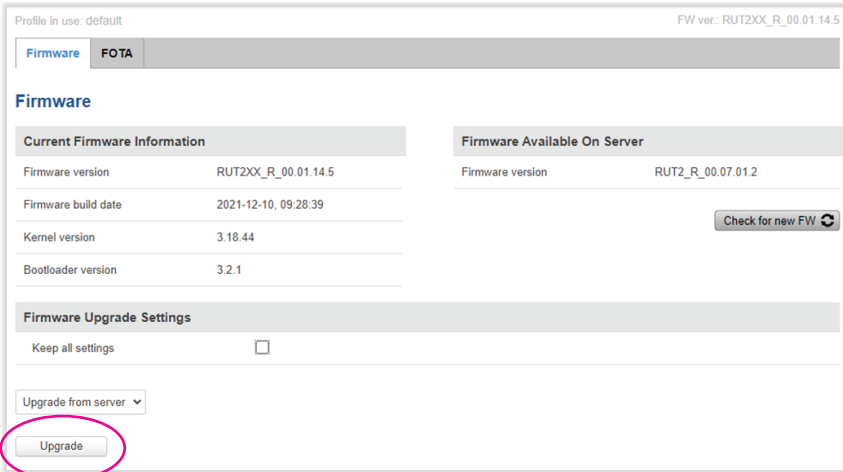 Profile in use: default FW ver.: RUT2XX_R_00.01.14.5
Firmware FOTA
Firmware
Current Firmware Information Firmware Available On Server
Firmware version RUT2XX_R_00.01.14.5 Firmware version RUT2_R_00.07.01.2
Firmware build date 2021-12-10, 09:28:39
Check for new FW
Kernel version 3.18.44
Bootloader version 3.2.1
Firmware Upgrade Settings
Keep all settings
Upgrade from server
Upgrade